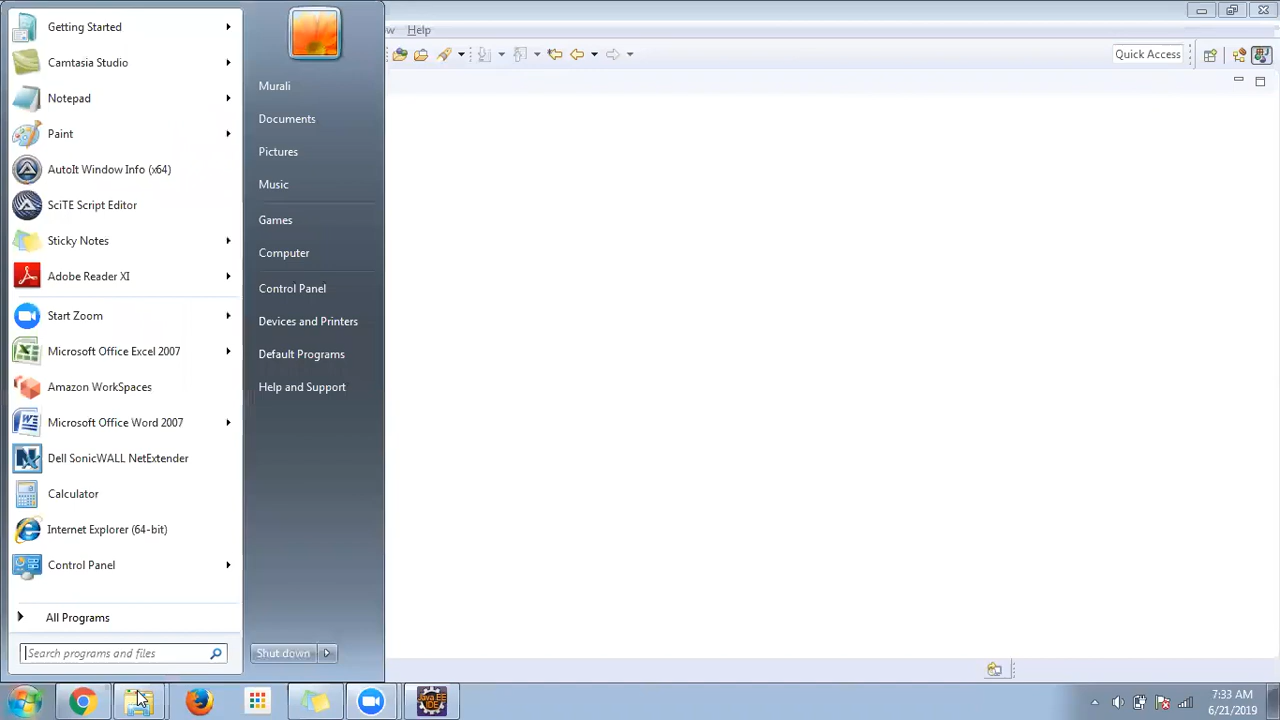 Getting Started
Camtasia Studio
Notepad
Paint
AutoIt Window Info (x64)
SciTE Script Editor
Sticky Notes
Adobe Reader XI
Start Zoom
Microsoft Office Excel 2007
Amazon WorkSpaces
Microsoft Office Word 2007
Dell SonicWALL NetExtender
Calculator
Internet Explorer (64-bit)
Control Panel
All Programs
Search programs and files
Murali
Documents
Pictures
Music
Games
Computer
Control Panel
Devices and Printers
Default Programs
Help and Support
Shut down
w Help
Quick Access
Java EE
IDE
7:33 AM
6/21/2019